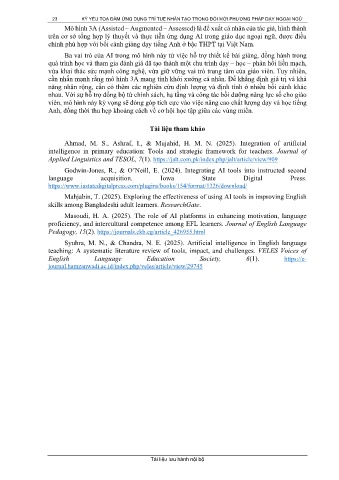 23 KỶ YẾU TỌA ĐÀM ỨNG DỤNG TRÍ TUỆ NHÂN TẠO TRONG ĐỔI MỚI PHƯƠNG PHÁP DẠY NGOẠI NGỮ
Mô hình 3A (Assisted – Augmented – Assessed) là đề xuất cá nhân của tác giả, hình thành
trên cơ sở tổng hợp lý thuyết và thực tiễn ứng dụng AI trong giáo dục ngoại ngữ, được điều
chỉnh phù hợp với bối cảnh giảng dạy tiếng Anh ở bậc THPT tại Việt Nam.
Ba vai trò của AI trong mô hình này từ việc hỗ trợ thiết kế bài giảng, đồng hành trong
quá trình học và tham gia đánh giá đã tạo thành một chu trình dạy – học – phản hồi liền mạch,
vừa khai thác sức mạnh công nghệ, vừa giữ vững vai trò trung tâm của giáo viên. Tuy nhiên,
cần nhấn mạnh rằng mô hình 3A mang tính khởi xướng cá nhân. Để khẳng định giá trị và khả
năng nhân rộng, cần có thêm các nghiên cứu định lượng và định tính ở nhiều bối cảnh khác
nhau. Với sự hỗ trợ đồng bộ từ chính sách, hạ tầng và công tác bồi dưỡng năng lực số cho giáo
viên, mô hình này kỳ vọng sẽ đóng góp tích cực vào việc nâng cao chất lượng dạy và học tiếng
Anh, đồng thời thu hẹp khoảng cách về cơ hội học tập giữa các vùng miền.
Tài liệu tham khảo
Ahmad, M. S., Ashraf, I., & Mujahid, H. M. N. (2025). Integration of artificial
intelligence in primary education: Tools and strategic framework for teachers. Journal of
Applied Linguistics and TESOL, 7(1). https://jalt.com.pk/index.php/jalt/article/view/909
Godwin-Jones, R., & O’Neill, E. (2024). Integrating AI tools into instructed second
language acquisition. Iowa State Digital Press.
https://www.iastatedigitalpress.com/plugins/books/154/format/1226/download/
Mahjabin, T. (2025). Exploring the effectiveness of using AI tools in improving English
skills among Bangladeshi adult learners. ResearchGate.
Masoudi, H. A. (2025). The role of AI platforms in enhancing motivation, language
proficiency, and intercultural competence among EFL learners. Journal of English Language
Pedagogy, 15(2). https://journals.ekb.eg/article_426955.html
Syahra, M. N., & Chandra, N. E. (2025). Artificial intelligence in English language
teaching: A systematic literature review of tools, impact, and challenges. VELES Voices of
English Language Education Society, 6(1). https://e-
journal.hamzanwadi.ac.id/index.php/veles/article/view/29745
Tài liệu lưu hành nội bộ